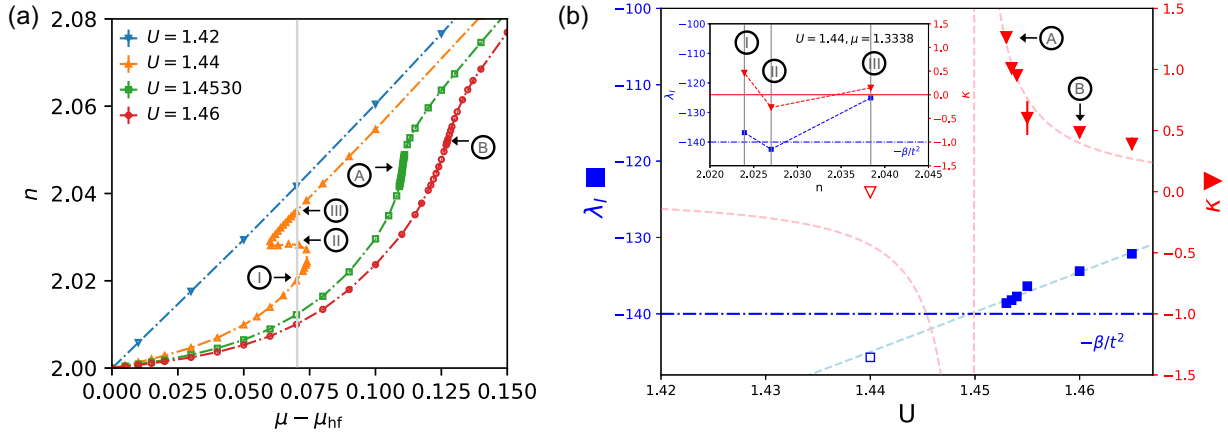 (a)
n
2.08
2.06
2.04
2.02
2.00
U = 1.42
U = 1.44
U = 1.4530
U = 1.46
A
B
III
II
I
0.000 0.025 0.050 0.075 0.100 0.125 0.150
μ − μhf
(b)
λI
−100
−110
−120
−130
−140
1.42 1.43 1.44 1.45 1.46
U
κ
1.5
1.0
0.5
0.0
−0.5
−1.0
−1.5
A
B
−β/t²
U = 1.44, μ = 1.3338
I
II
III
λI
−100
−110
−120
−130
−140
κ
1.5
1.0
0.5
0.0
−0.5
−1.0
−1.5
−β/t²
2.020 2.025 2.030 2.035 2.040 2.045
n